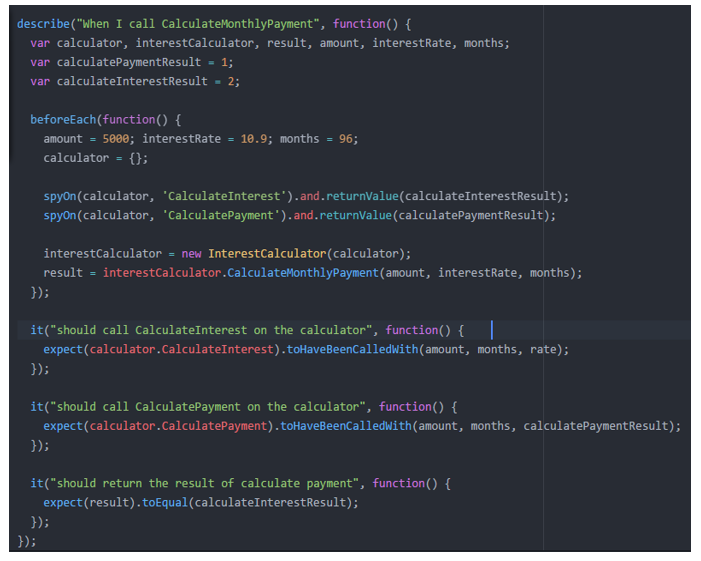 describe("When I call CalculateMonthlyPayment", function() {
  var calculator, interestCalculator, result, amount, interestRate, months;
  var calculatePaymentResult = 1;
  var calculateInterestResult = 2;

  beforeEach(function() {
    amount = 5000; interestRate = 10.9; months = 96;
    calculator = {};

    spyOn(calculator, 'CalculateInterest').and.returnValue(calculateInterestResult);
    spyOn(calculator, 'CalculatePayment').and.returnValue(calculatePaymentResult);

    interestCalculator = new InterestCalculator(calculator);
    result = interestCalculator.CalculateMonthlyPayment(amount, interestRate, months);
  });

  it("should call CalculateInterest on the calculator", function() {
    expect(calculator.CalculateInterest).toHaveBeenCalledWith(amount, months, rate);
  });

  it("should call CalculatePayment on the calculator", function() {
    expect(calculator.CalculatePayment).toHaveBeenCalledWith(amount, months, calculatePaymentResult);
  });

  it("should return the result of calculate payment", function() {
    expect(result).toEqual(calculateInterestResult);
  });
});